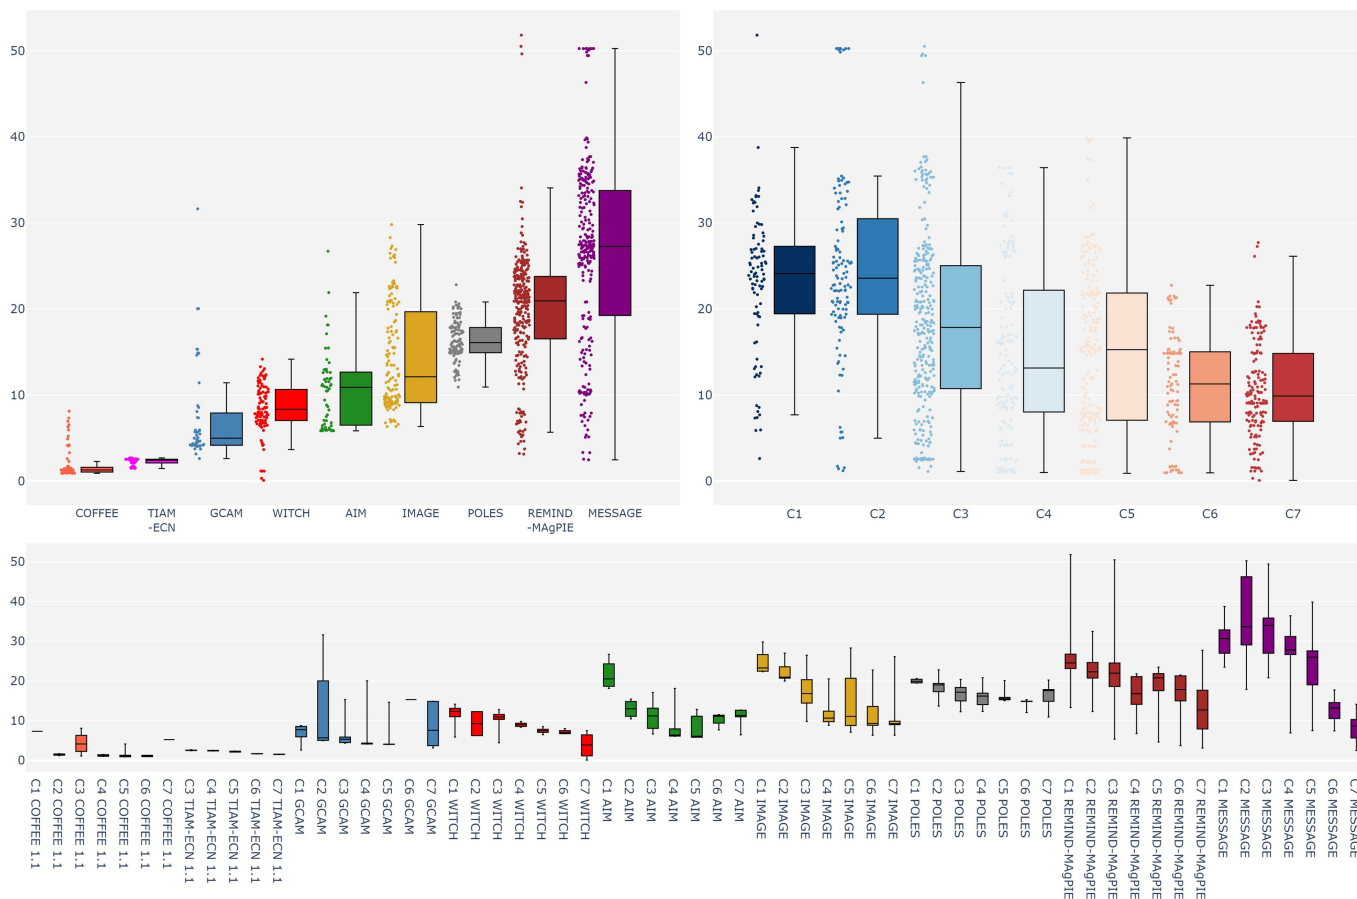 50
40
30
20
10
0
COFFEE
TIAM
-ECN
GCAM
WITCH
AIM
IMAGE
POLES
REMIND
-MAgPIE
MESSAGE
50
40
30
20
10
0
C1
C2
C3
C4
C5
C6
C7
50
40
30
20
10
0
C1 COFFEE 1.1
C2 COFFEE 1.1
C3 COFFEE 1.1
C4 COFFEE 1.1
C5 COFFEE 1.1
C6 COFFEE 1.1
C7 COFFEE 1.1
C3 TIAM-ECN 1.1
C4 TIAM-ECN 1.1
C5 TIAM-ECN 1.1
C6 TIAM-ECN 1.1
C7 TIAM-ECN 1.1
C1 GCAM
C2 GCAM
C3 GCAM
C4 GCAM
C5 GCAM
C6 GCAM
C7 GCAM
C1 WITCH
C2 WITCH
C3 WITCH
C4 WITCH
C5 WITCH
C6 WITCH
C7 WITCH
C1 AIM
C2 AIM
C3 AIM
C4 AIM
C5 AIM
C6 AIM
C7 AIM
C1 IMAGE
C2 IMAGE
C3 IMAGE
C4 IMAGE
C5 IMAGE
C6 IMAGE
C7 IMAGE
C1 POLES
C2 POLES
C3 POLES
C4 POLES
C5 POLES
C6 POLES
C7 POLES
C1 REMIND-MAgPIE
C2 REMIND-MAgPIE
C3 REMIND-MAgPIE
C4 REMIND-MAgPIE
C5 REMIND-MAgPIE
C6 REMIND-MAgPIE
C7 REMIND-MAgPIE
C1 MESSAGE
C2 MESSAGE
C3 MESSAGE
C4 MESSAGE
C5 MESSAGE
C6 MESSAGE
C7 MESSAGE